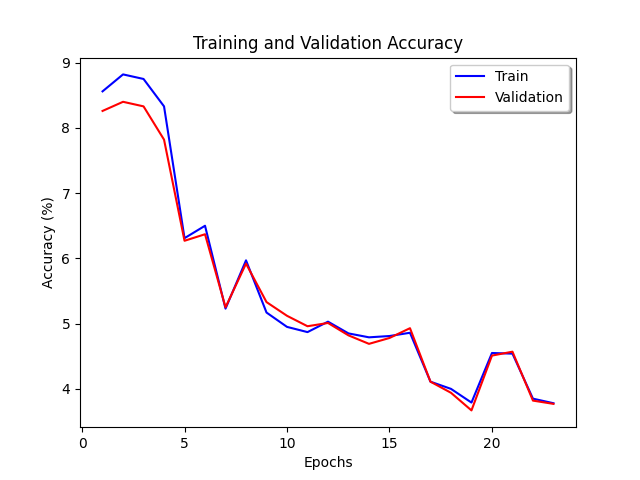 Training and Validation Accuracy
Train
Validation
Accuracy (%)
9
8
7
6
5
4
0 5 10 15 20
Epochs